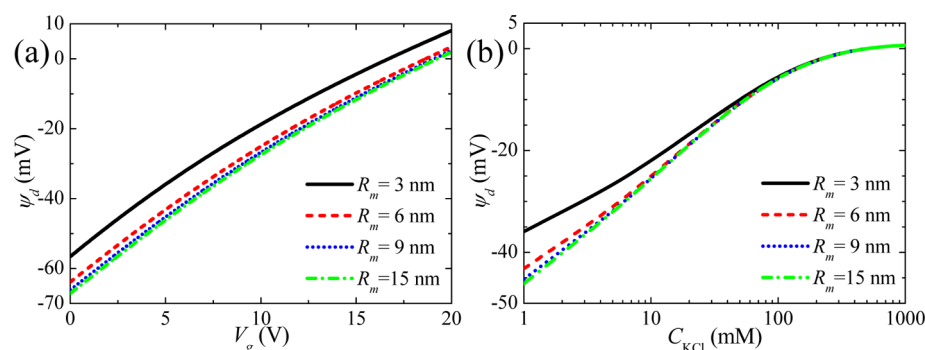 (a)
10
0
-20
-40
-60
-70
ψd (mV)
0
5
10
15
20
Vg (V)
Rm= 3 nm
Rm= 6 nm
Rm= 9 nm
Rm=15 nm
(b)
5
0
-10
-20
-30
-40
-50
ψd (mV)
1
10
100
1000
CKCl (mM)
Rm= 3 nm
Rm= 6 nm
Rm= 9 nm
Rm=15 nm